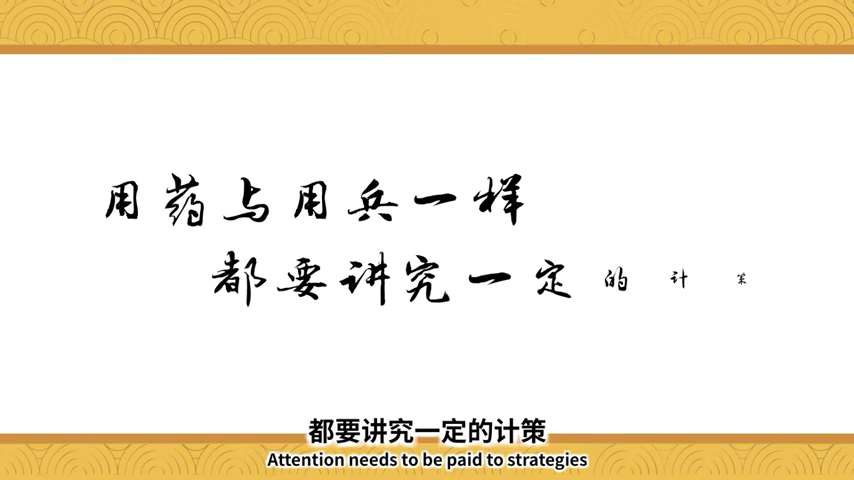 用药与用兵一样
都要讲究一定的计策
都要讲究一定的计策
Attention needs to be paid to strategies